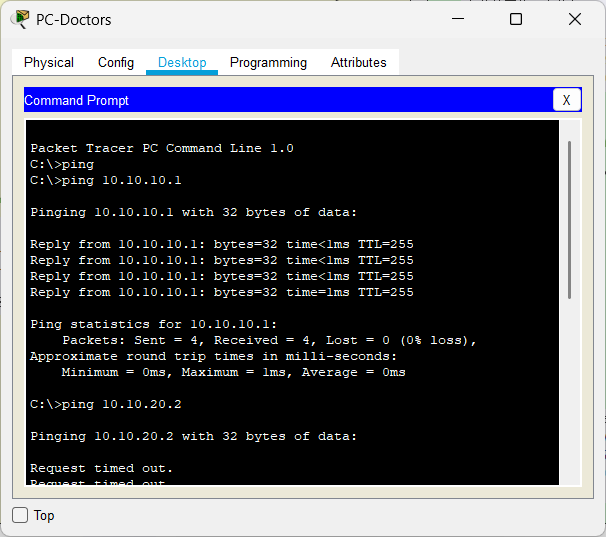 PC-Doctors
Physical Config Desktop Programming Attributes
Command Prompt
X
Packet Tracer PC Command Line 1.0
C:\>ping
C:\>ping 10.10.10.1
Pinging 10.10.10.1 with 32 bytes of data:
Reply from 10.10.10.1: bytes=32 time<1ms TTL=255
Reply from 10.10.10.1: bytes=32 time<1ms TTL=255
Reply from 10.10.10.1: bytes=32 time<1ms TTL=255
Reply from 10.10.10.1: bytes=32 time=1ms TTL=255
Ping statistics for 10.10.10.1:
Packets: Sent = 4, Received = 4, Lost = 0 (0% loss),
Approximate round trip times in milli-seconds:
Minimum = 0ms, Maximum = 1ms, Average = 0ms
C:\>ping 10.10.20.2
Pinging 10.10.20.2 with 32 bytes of data:
Request timed out.
Request timed out.
Top